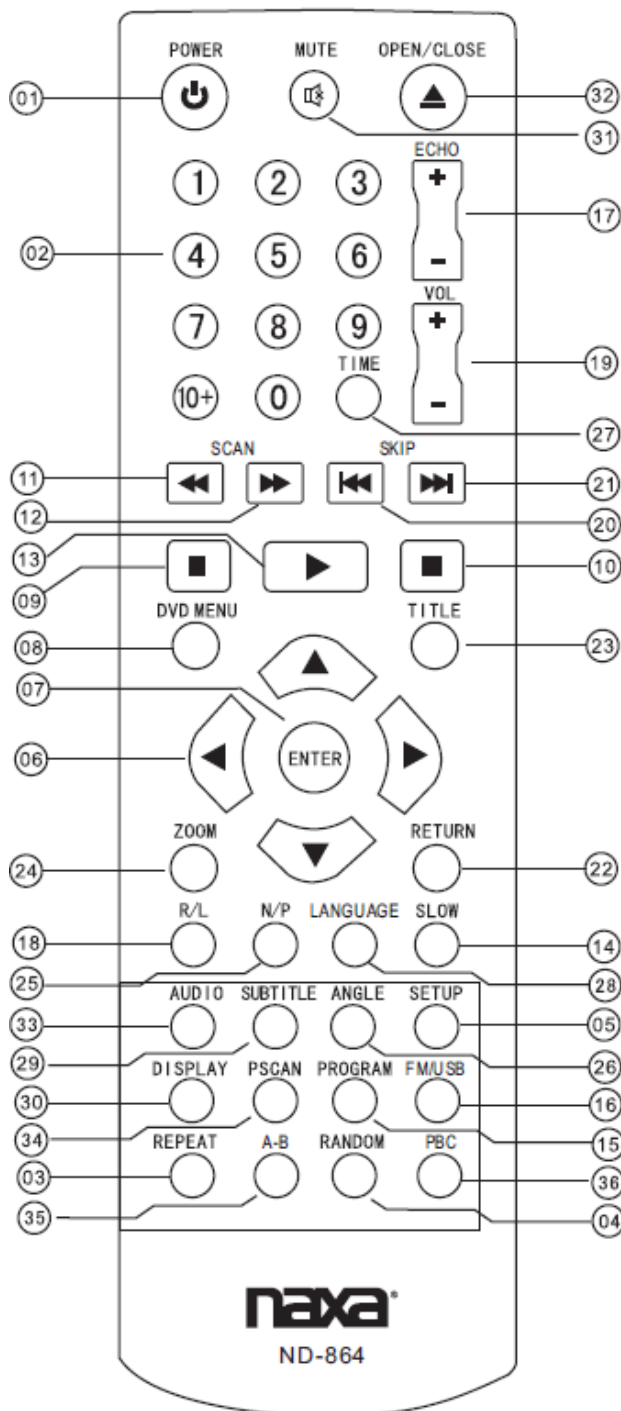 POWER MUTE OPEN/CLOSE
01 32
31
ECHO
1 2 3
17
02 4 5 6
VOL
7 8 9
19
TIME
10+ 0
27
SCAN SKIP
11 21
12 20
13
09 10
DVD MENU TITLE
08 23
07
06 ENTER
ZOOM RETURN
24 22
R/L N/P LANGUAGE SLOW
18 14
25 28
AUDIO SUBTITLE ANGLE SETUP
33 05
29 26
DISPLAY PSCAN PROGRAM FM/USB
30 16
34 15
REPEAT A-B RANDOM PBC
03 36
35 04
naxa®
ND-864